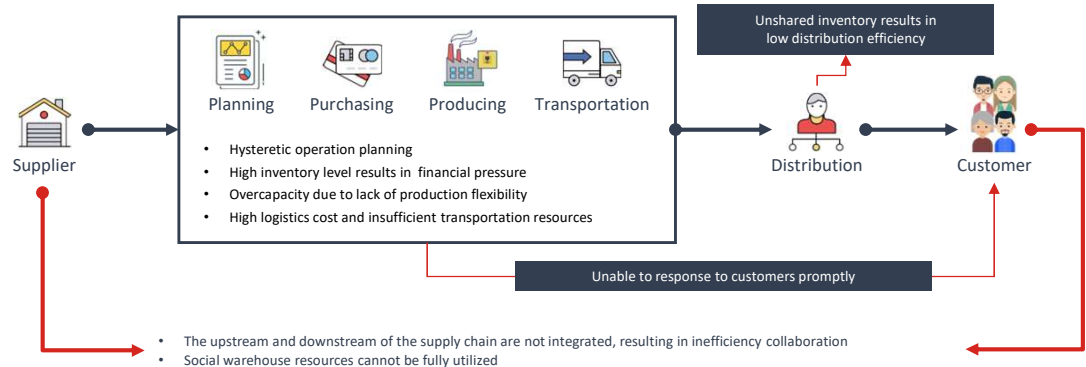 Unshared inventory results in
low distribution efficiency
Planning
Purchasing
Producing
Transportation
Supplier
• Hysteretic operation planning
• High inventory level results in financial pressure
• Overcapacity due to lack of production flexibility
• High logistics cost and insufficient transportation resources
Distribution
Customer
Unable to response to customers promptly
• The upstream and downstream of the supply chain are not integrated, resulting in inefficiency collaboration
• Social warehouse resources cannot be fully utilized